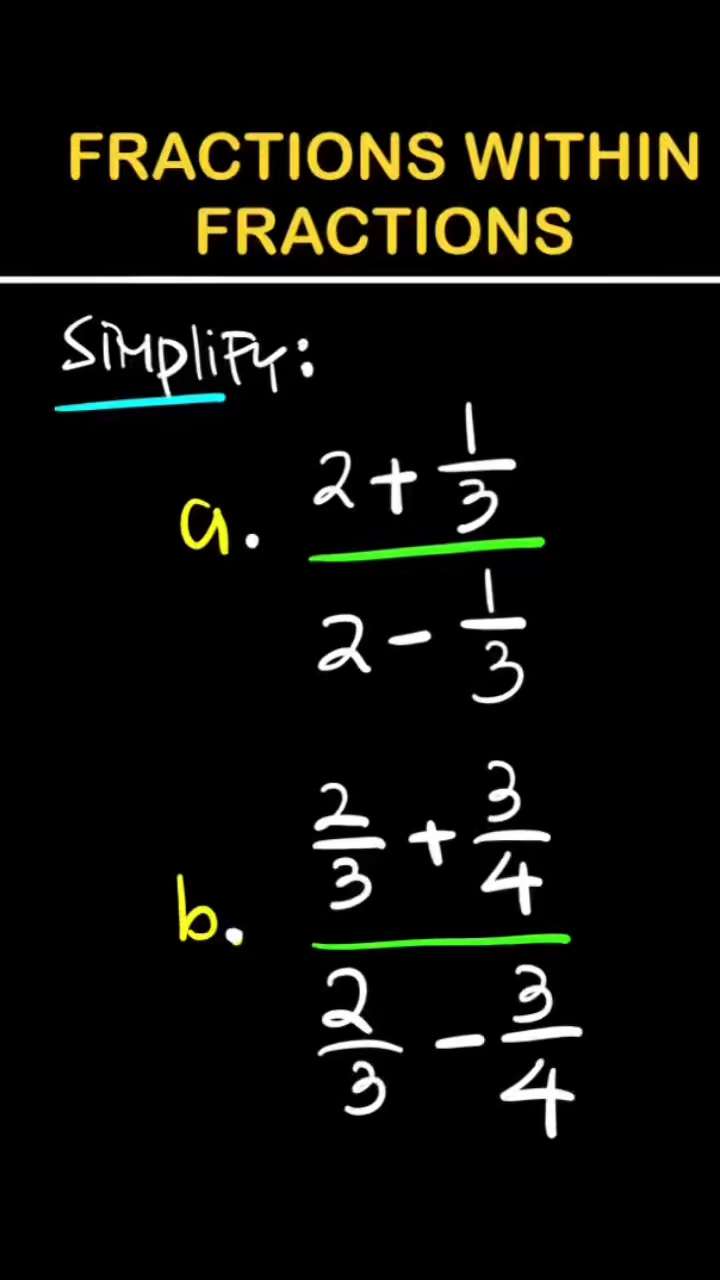 FRACTIONS WITHIN
FRACTIONS
Simplify:
a. (2 + 1/3) / (2 - 1/3)
b. (2/3 + 3/4) / (2/3 - 3/4)